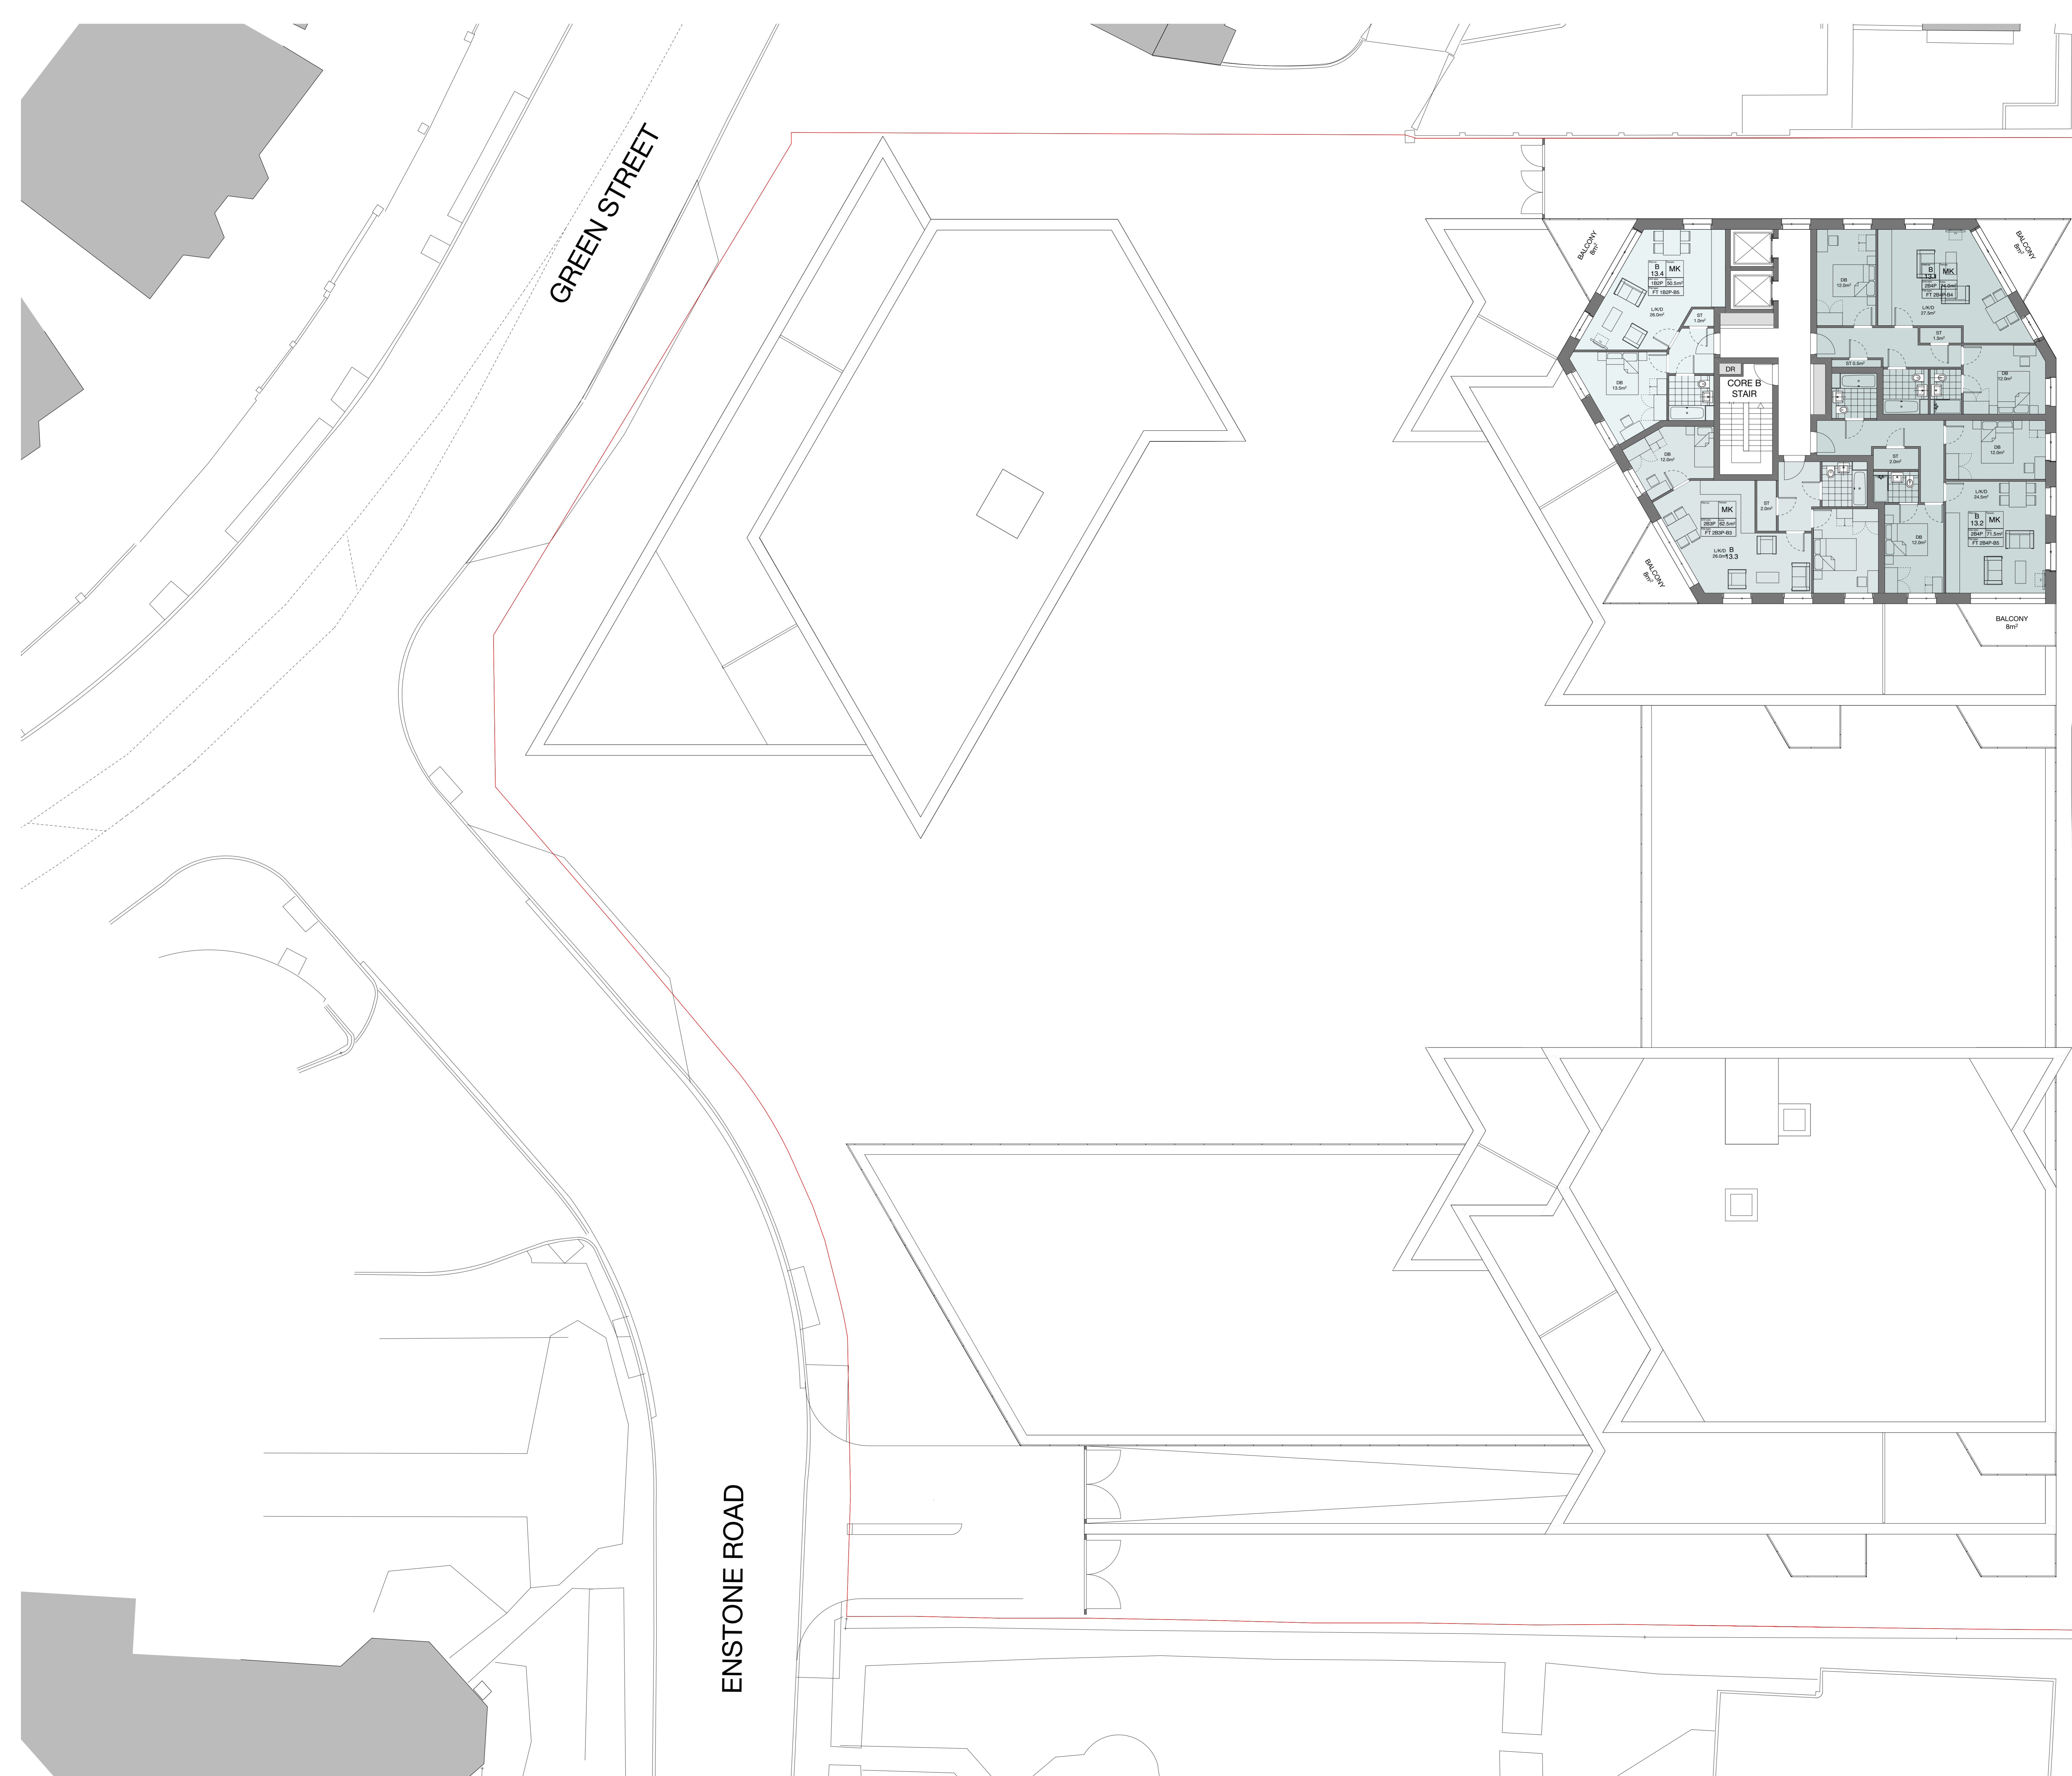 GREEN STREET
ENSTONE ROAD
BALCONY
8m²
B
13.4
MK
1B2P
50.5m²
FT 1B2P-B5
L/K/D
26.0m²
ST
1.0m²
DB
13.5m²
DR
CORE B
STAIR
DB
12.0m²
B
MK
2B4P
FT 2B4P-B4
L/K/D
27.5m²
BALCONY
8m²
ST
1.5m²
ST 0.5m²
DB
12.0m²
DB
12.0m²
ST
2.0m²
DB
12.0m²
L/K/D
24.5m²
B
13.2
MK
2B4P
71.5m²
FT 2B4P-B5
DB
12.0m²
MK
2B3P
62.5m²
FT 2B3P-B3
ST
2.0m²
L/K/D
26.0m²
B
13.3
BALCONY
8m²
BALCONY
8m²